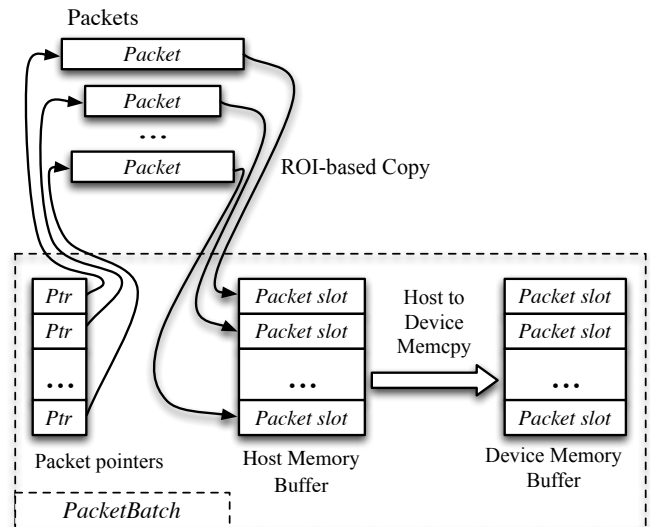 Packets
Packet
Packet
...
Packet
ROI-based Copy
Ptr
Ptr
...
Ptr
Packet pointers
Packet slot
Packet slot
...
Packet slot
Host Memory
Buffer
Host to
Device
Memcpy
Packet slot
Packet slot
...
Packet slot
Device Memory
Buffer
PacketBatch